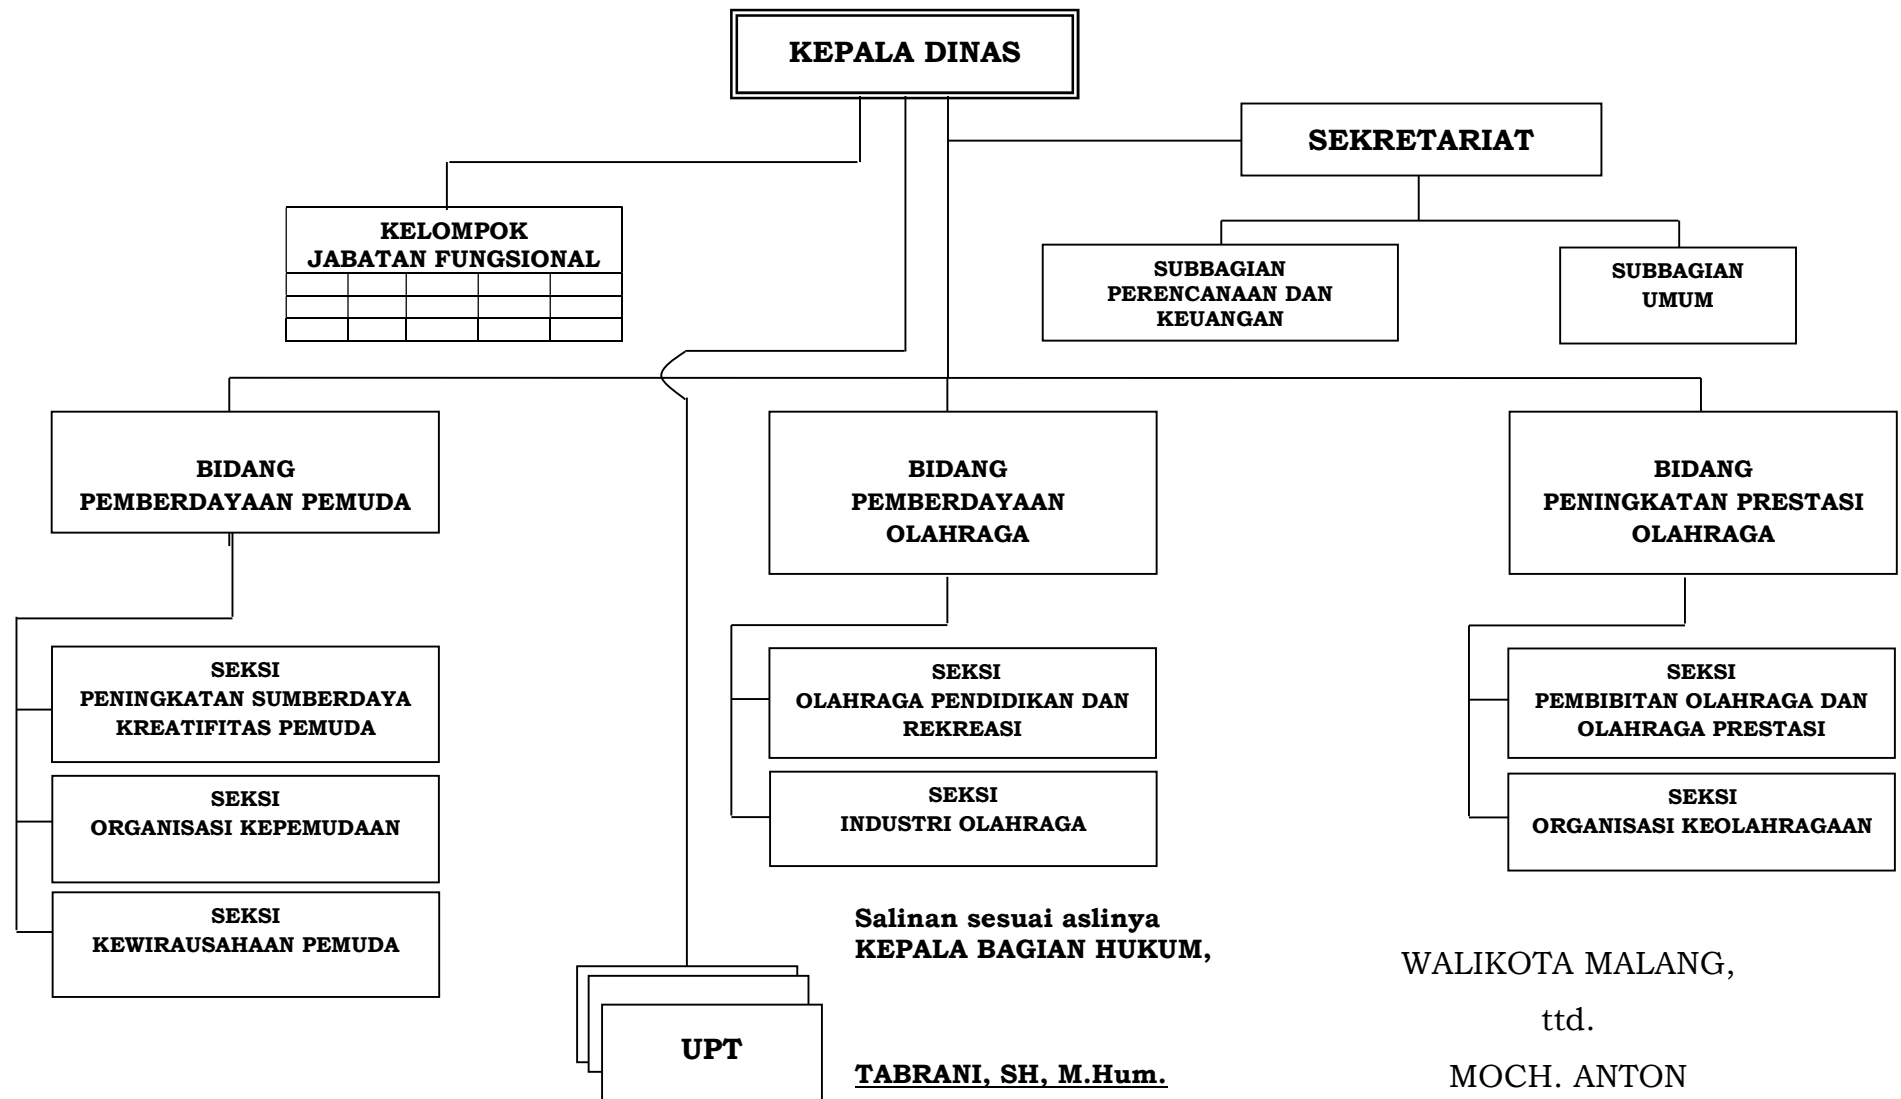 KEPALA DINAS
SEKRETARIAT
KELOMPOK
JABATAN FUNGSIONAL
SUBBAGIAN
PERENCANAAN DAN
KEUANGAN
SUBBAGIAN
UMUM
BIDANG
PEMBERDAYAAN PEMUDA
BIDANG
PEMBERDAYAAN
OLAHRAGA
BIDANG
PENINGKATAN PRESTASI
OLAHRAGA
SEKSI
PENINGKATAN SUMBERDAYA
KREATIFITAS PEMUDA
SEKSI
ORGANISASI KEPEMUDAAN
SEKSI
KEWIRAUSAHAAN PEMUDA
SEKSI
OLAHRAGA PENDIDIKAN DAN
REKREASI
SEKSI
INDUSTRI OLAHRAGA
SEKSI
PEMBIBITAN OLAHRAGA DAN
OLAHRAGA PRESTASI
SEKSI
ORGANISASI KEOLAHRAGAAN
UPT
Salinan sesuai aslinya
KEPALA BAGIAN HUKUM,
TABRANI, SH, M.Hum.
WALIKOTA MALANG,
ttd.
MOCH. ANTON